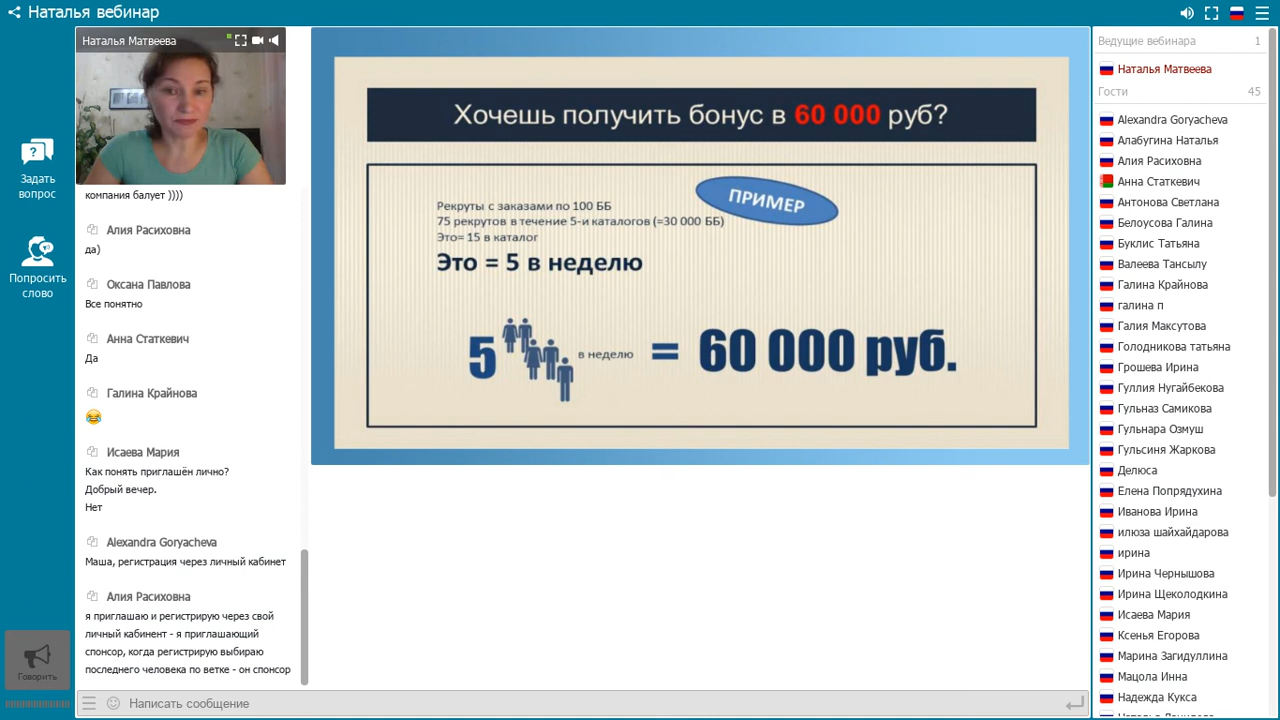 Наталья вебинар
Задать
вопрос
Попросить
слово
Говорить
Наталья Матвеева
компания балует ))))
Алия Расиховна
да)
Оксана Павлова
Все понятно
Анна Статкевич
Да
Галина Крайнова
Исаева Мария
Как понять приглашён лично?
Добрый вечер.
Нет
Alexandra Goryacheva
Маша, регистрация через личный кабинет
Алия Расиховна
я приглашаю и регистрирую через свой
личный кабинент - я приглашающий
спонсор, когда регистрирую выбираю
последнего человека по ветке - он спонсор
Написать сообщение
Хочешь получить бонус в 60 000 руб?
ПРИМЕР
Рекруты с заказами по 100 ББ
75 рекрутов в течение 5-и каталогов (=30 000 ББ)
Это= 15 в каталог
Это = 5 в неделю
5 в неделю = 60 000 руб.
Ведущие вебинара 1
Наталья Матвеева
Гости 45
Alexandra Goryacheva
Алабугина Наталья
Алия Расиховна
Анна Статкевич
Антонова Светлана
Белоусова Галина
Буклис Татьяна
Валеева Тансылу
Галина Крайнова
галина п
Галия Максутова
Голодникова татьяна
Грошева Ирина
Гуллия Нугайбекова
Гульназ Самикова
Гульнара Озмуш
Гульсиня Жаркова
Делюса
Елена Попрядухина
Иванова Ирина
илюза шайхайдарова
ирина
Ирина Чернышова
Ирина Щеколодкина
Исаева Мария
Ксенья Егорова
Марина Загидуллина
Мацола Инна
Надежда Кукса